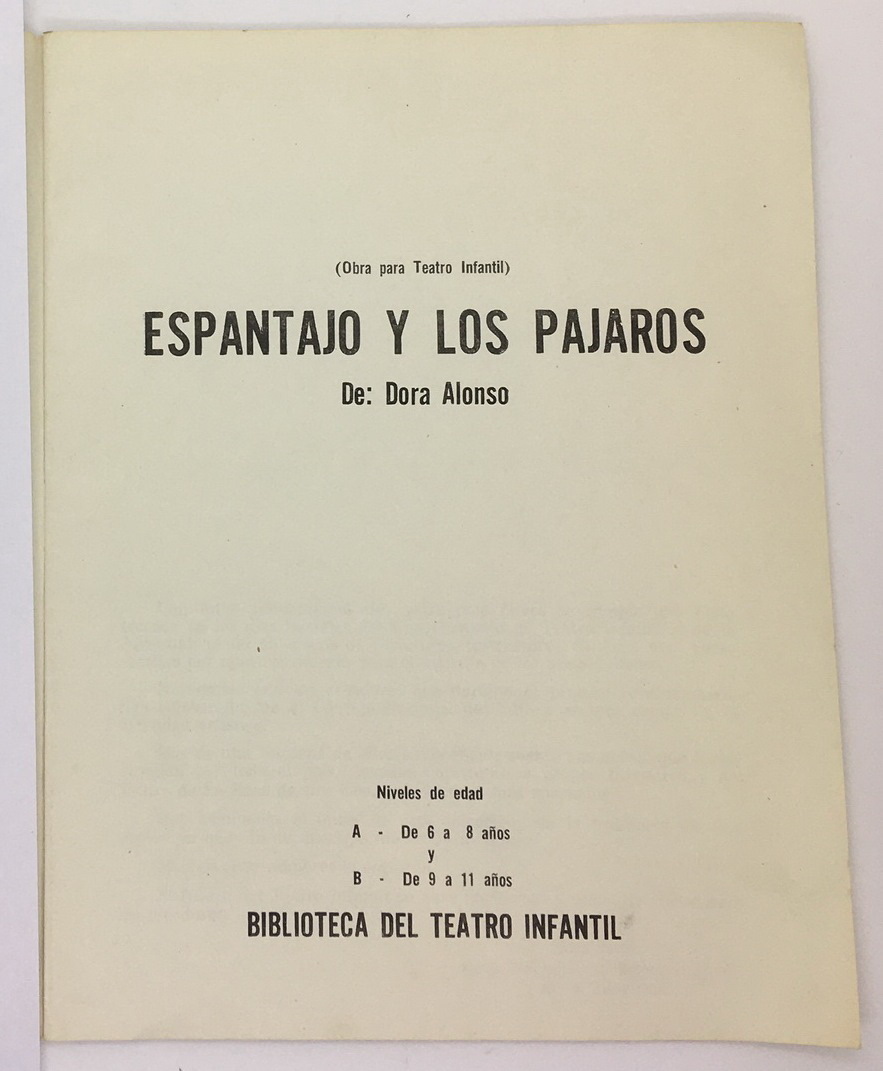 (Obra para Teatro Infantil)
ESPANTAJO Y LOS PAJAROS
De: Dora Alonso
Niveles de edad
A - De 6 a 8 años
y
B - De 9 a 11 años
BIBLIOTECA DEL TEATRO INFANTIL